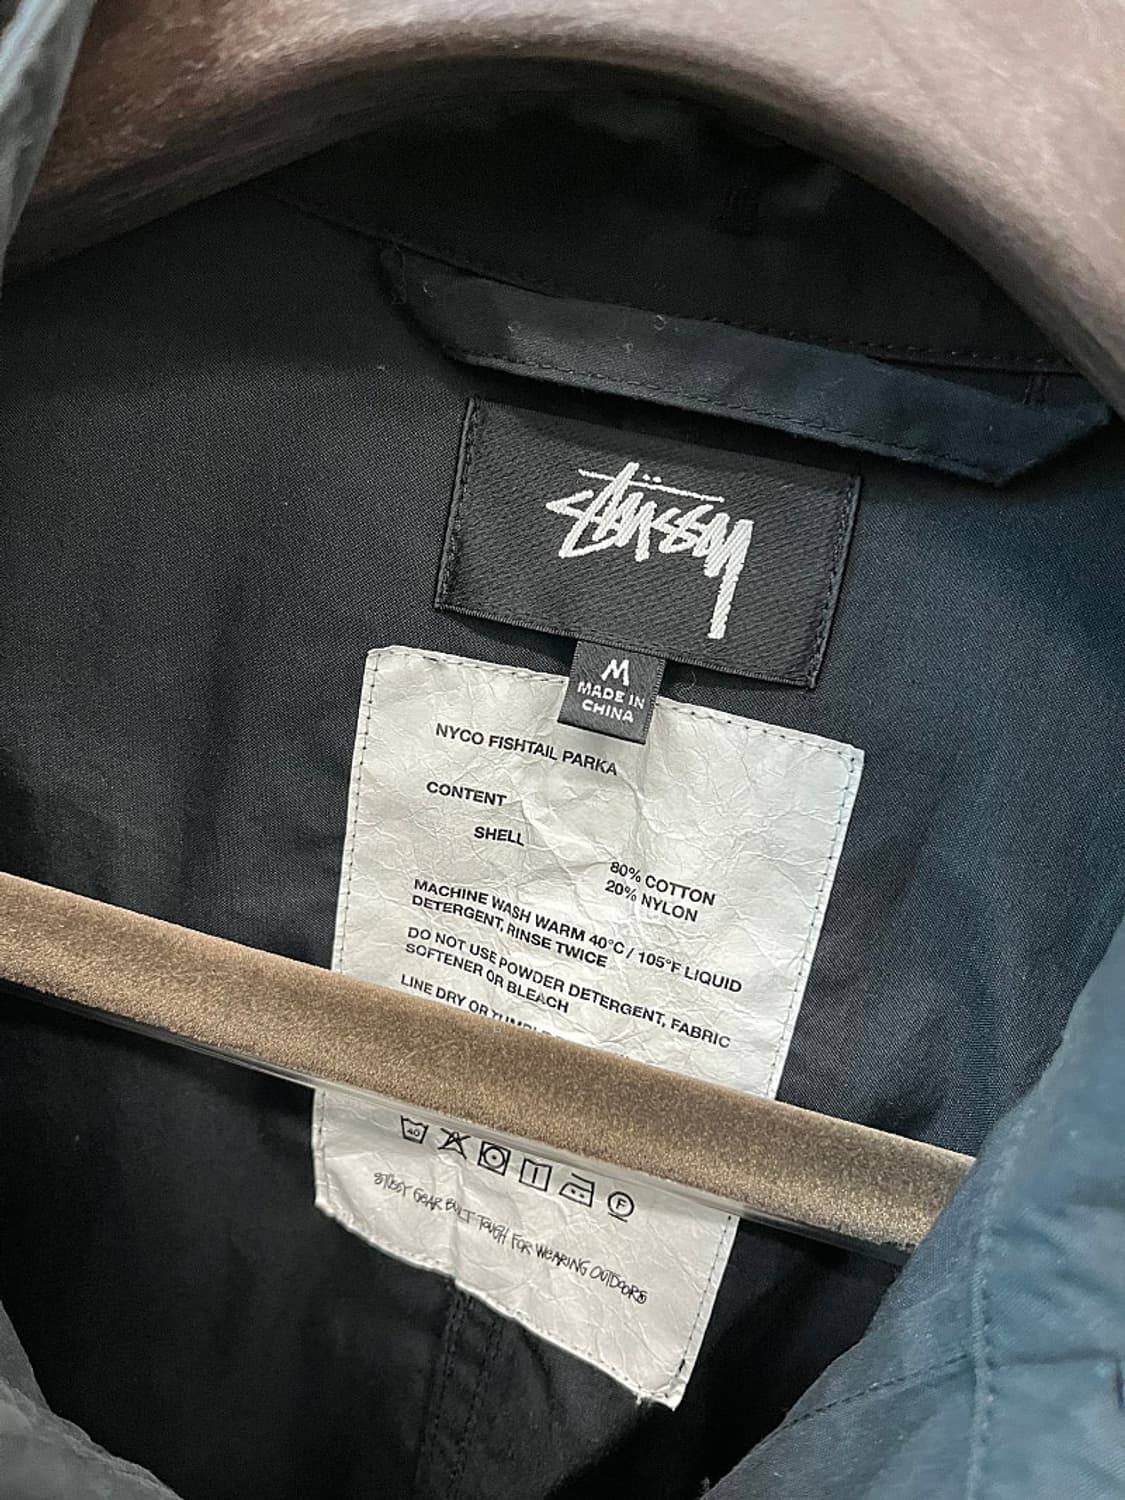 STÜSSY
M
MADE IN
CHINA
NYCO FISHTAIL PARKA
CONTENT
SHELL
80% COTTON
20% NYLON
MACHINE WASH WARM 40°C / 105°F LIQUID
DETERGENT, RINSE TWICE
DO NOT USE POWDER DETERGENT, FABRIC
SOFTENER OR BLEACH
LINE DRY OR TUMBLE
40
F
STÜSSY GEAR BUILT TOUGH FOR WEARING OUTDOORS